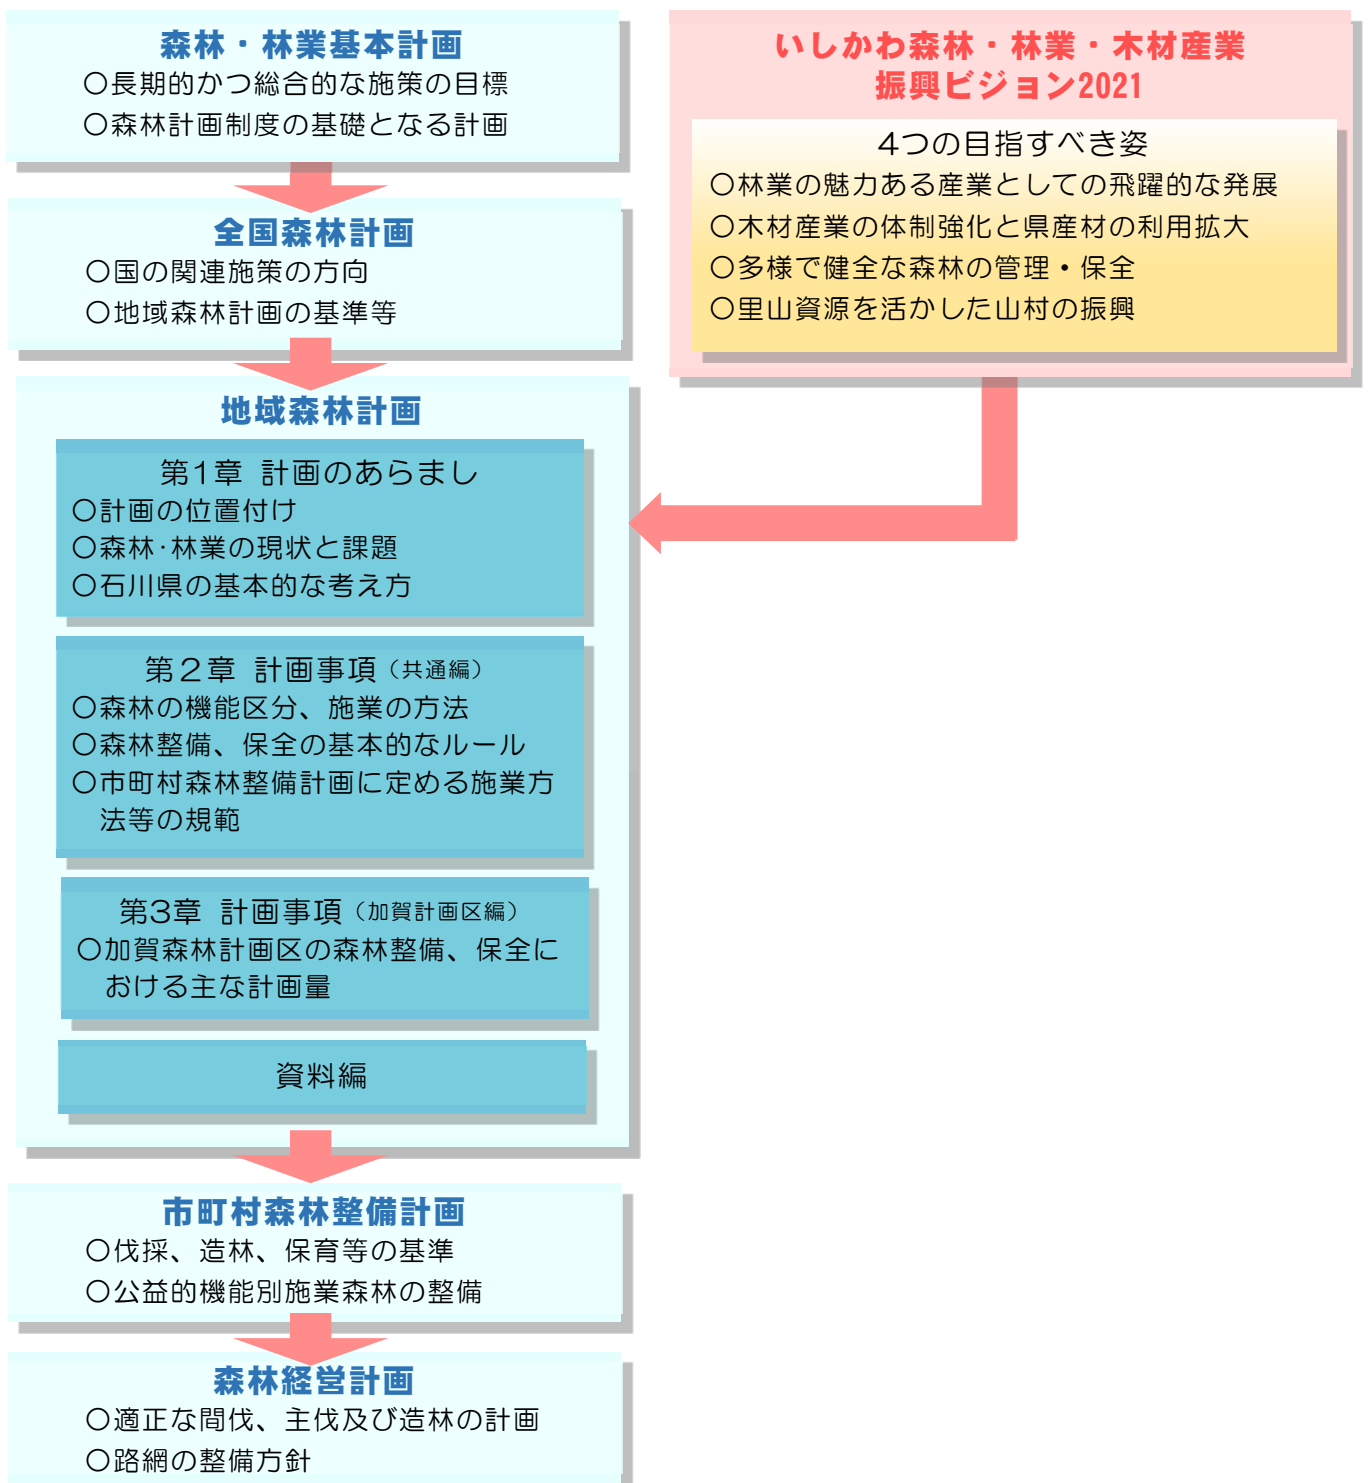 森林・林業基本計画
○長期的かつ総合的な施策の目標
○森林計画制度の基礎となる計画
全国森林計画
○国の関連施策の方向
○地域森林計画の基準等
いしかわ森林・林業・木材産業
振興ビジョン2021
4つの目指すべき姿
○林業の魅力ある産業としての飛躍的な発展
○木材産業の体制強化と県産材の利用拡大
○多様で健全な森林の管理・保全
○里山資源を活かした山村の振興
地域森林計画
第1章 計画のあらまし
○計画の位置付け
○森林・林業の現状と課題
○石川県の基本的な考え方
第２章 計画事項（共通編）
○森林の機能区分、施業の方法
○森林整備、保全の基本的なルール
○市町村森林整備計画に定める施業方
法等の規範
第3章 計画事項（加賀計画区編）
○加賀森林計画区の森林整備、保全に
おける主な計画量
資料編
市町村森林整備計画
○伐採、造林、保育等の基準
○公益的機能別施業森林の整備
森林経営計画
○適正な間伐、主伐及び造林の計画
○路網の整備方針